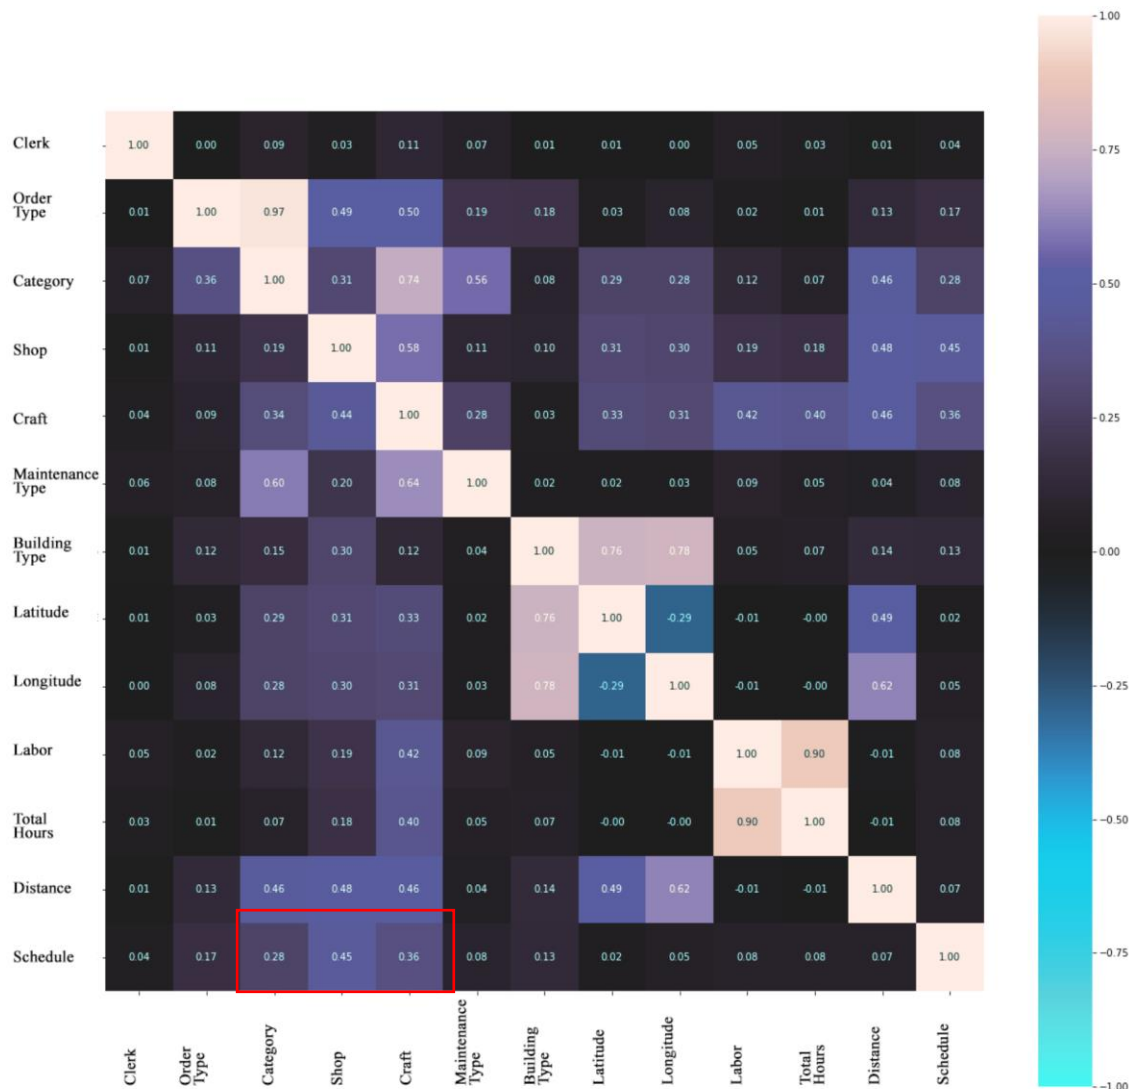 1.00
Clerk 1.00 0.00 0.09 0.03 0.11 0.07 0.01 0.01 0.00 0.05 0.03 0.01 0.04
0.75
Order
Type 0.01 1.00 0.97 0.49 0.50 0.19 0.18 0.03 0.08 0.02 0.01 0.13 0.17
Category 0.07 0.36 1.00 0.31 0.74 0.56 0.08 0.29 0.28 0.12 0.07 0.46 0.28
0.50
Shop 0.01 0.11 0.19 1.00 0.58 0.11 0.10 0.31 0.30 0.19 0.18 0.48 0.45
Craft 0.04 0.09 0.34 0.44 1.00 0.28 0.03 0.33 0.31 0.42 0.40 0.46 0.36
0.25
Maintenance
Type 0.06 0.08 0.60 0.20 0.64 1.00 0.02 0.02 0.03 0.09 0.05 0.04 0.08
Building
Type 0.01 0.12 0.15 0.30 0.12 0.04 1.00 0.76 0.78 0.05 0.07 0.14 0.13
0.00
Latitude 0.01 0.03 0.29 0.31 0.33 0.02 0.76 1.00 -0.29 -0.01 -0.00 0.49 0.02
Longitude 0.00 0.08 0.28 0.30 0.31 0.03 0.78 -0.29 1.00 -0.01 -0.00 0.62 0.05
-0.25
Labor 0.05 0.02 0.12 0.19 0.42 0.09 0.05 -0.01 -0.01 1.00 0.90 -0.01 0.08
Total
Hours 0.03 0.01 0.07 0.18 0.40 0.05 0.07 -0.00 -0.00 0.90 1.00 -0.01 0.08
-0.50
Distance 0.01 0.13 0.46 0.48 0.46 0.04 0.14 0.49 0.62 -0.01 -0.01 1.00 0.07
Schedule 0.04 0.17 0.28 0.45 0.36 0.08 0.13 0.02 0.05 0.08 0.08 0.07 1.00
-0.75
Clerk
Order
Type
Category
Shop
Craft
Maintenance
Type
Building
Type
Latitude
Longitude
Labor
Total
Hours
Distance
Schedule
-1.00